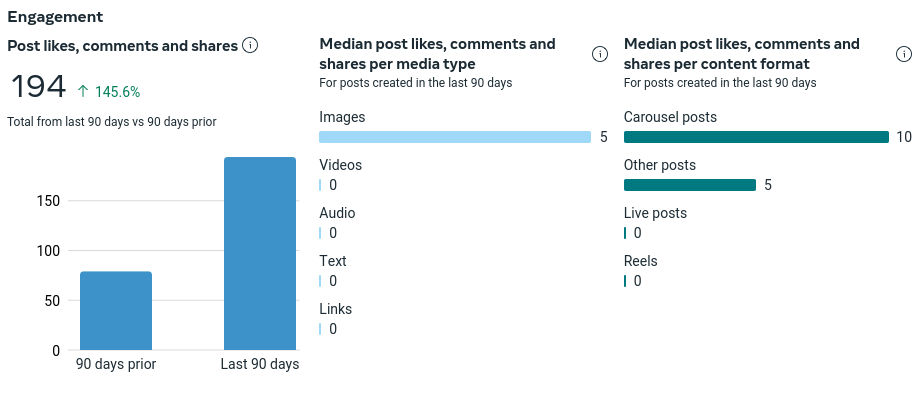 Engagement
Post likes, comments and shares
194 ↑ 145.6%
Total from last 90 days vs 90 days prior
150
100
50
0
90 days prior
Last 90 days
Median post likes, comments and
shares per media type
For posts created in the last 90 days
Images
5
Videos
0
Audio
0
Text
0
Links
0
Median post likes, comments and
shares per content format
For posts created in the last 90 days
Carousel posts
10
Other posts
5
Live posts
0
Reels
0